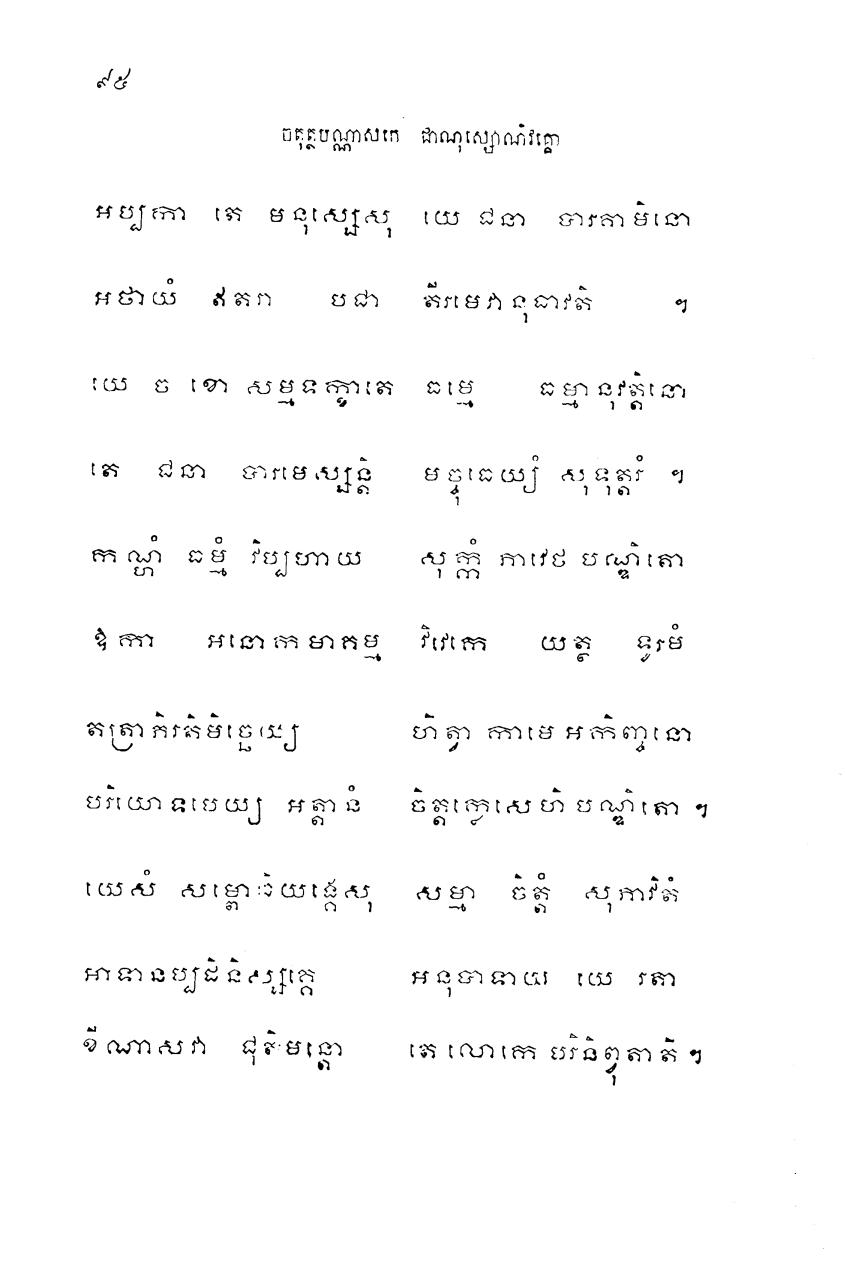 ៩៥
ចតុត្ថបណ្ណាសកេ ជាណុស្សោណិវគ្គោ
អប្បកា តេ មនុស្សេសុ យេ ជនា បារគាមិនោ
អថាយំ ឥតរា បជា តីរមេវានុធាវតិ ៗ
យេ ច ខោ សម្មទក្ខាតេ ធម្មេ ធម្មានុវត្តិនោ
តេ ជនា បារមេស្សន្តិ មច្ចុធេយ្យំ សុទុត្តរំ ៗ
កណ្ហំ ធម្មំ វិប្បហាយ សុក្កំ ភាវេថ បណ្ឌិតោ
ឱកា អនោកមាគម្ម វិវេកេ យត្ថ ទូរមំ
តត្រាភិរតិមិច្ឆេយ្យ ហិត្វា កាមេ អកិញ្ចនោ
បរិយោទបេយ្យ អត្តានំ ចិត្តក្លេសេហិ បណ្ឌិតោ ៗ
យេសំ សម្ពោធិយង្គេសុ សម្មា ចិត្តំ សុភាវិតំ
អាទានប្បដិនិស្សគ្គេ អនុបាទាយ យេ រតា
ខីណាសវា ជុតិមន្តោ តេ លោកេ បរិនិព្វុតាតិ ៗ